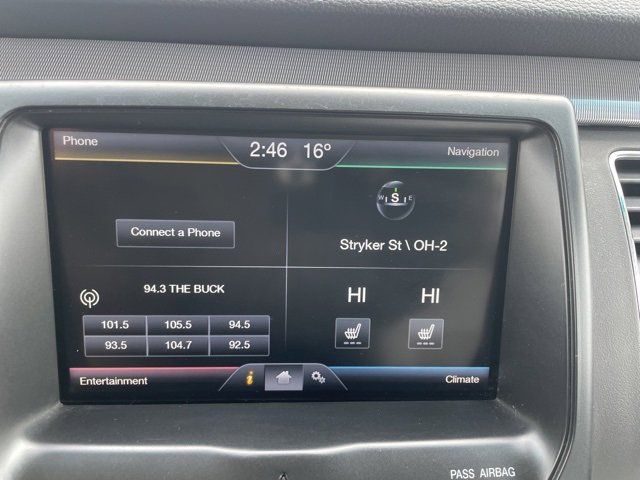 Phone 2:46 16° Navigation
W S E
Connect a Phone
Stryker St \ OH-2
94.3 THE BUCK
HI HI
101.5 105.5 94.5
93.5 104.7 92.5
Entertainment i Climate
PASS AIRBAG